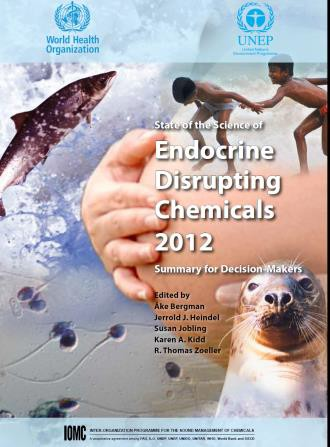 World Health
Organization
UNEP
United Nations
Environment Programme
State of the Science of
Endocrine
Disrupting
Chemicals
2012
Summary for Decision-Makers
Edited by
Åke Bergman
Jerrold J. Heindel
Susan Jobling
Karen A. Kidd
R. Thomas Zoeller
IOMC
INTER-ORGANIZATION PROGRAMME FOR THE SOUND MANAGEMENT OF CHEMICALS
A cooperative agreement among FAO, ILO, UNDP, UNEP, UNIDO, UNITAR, WHO, World Bank and OECD